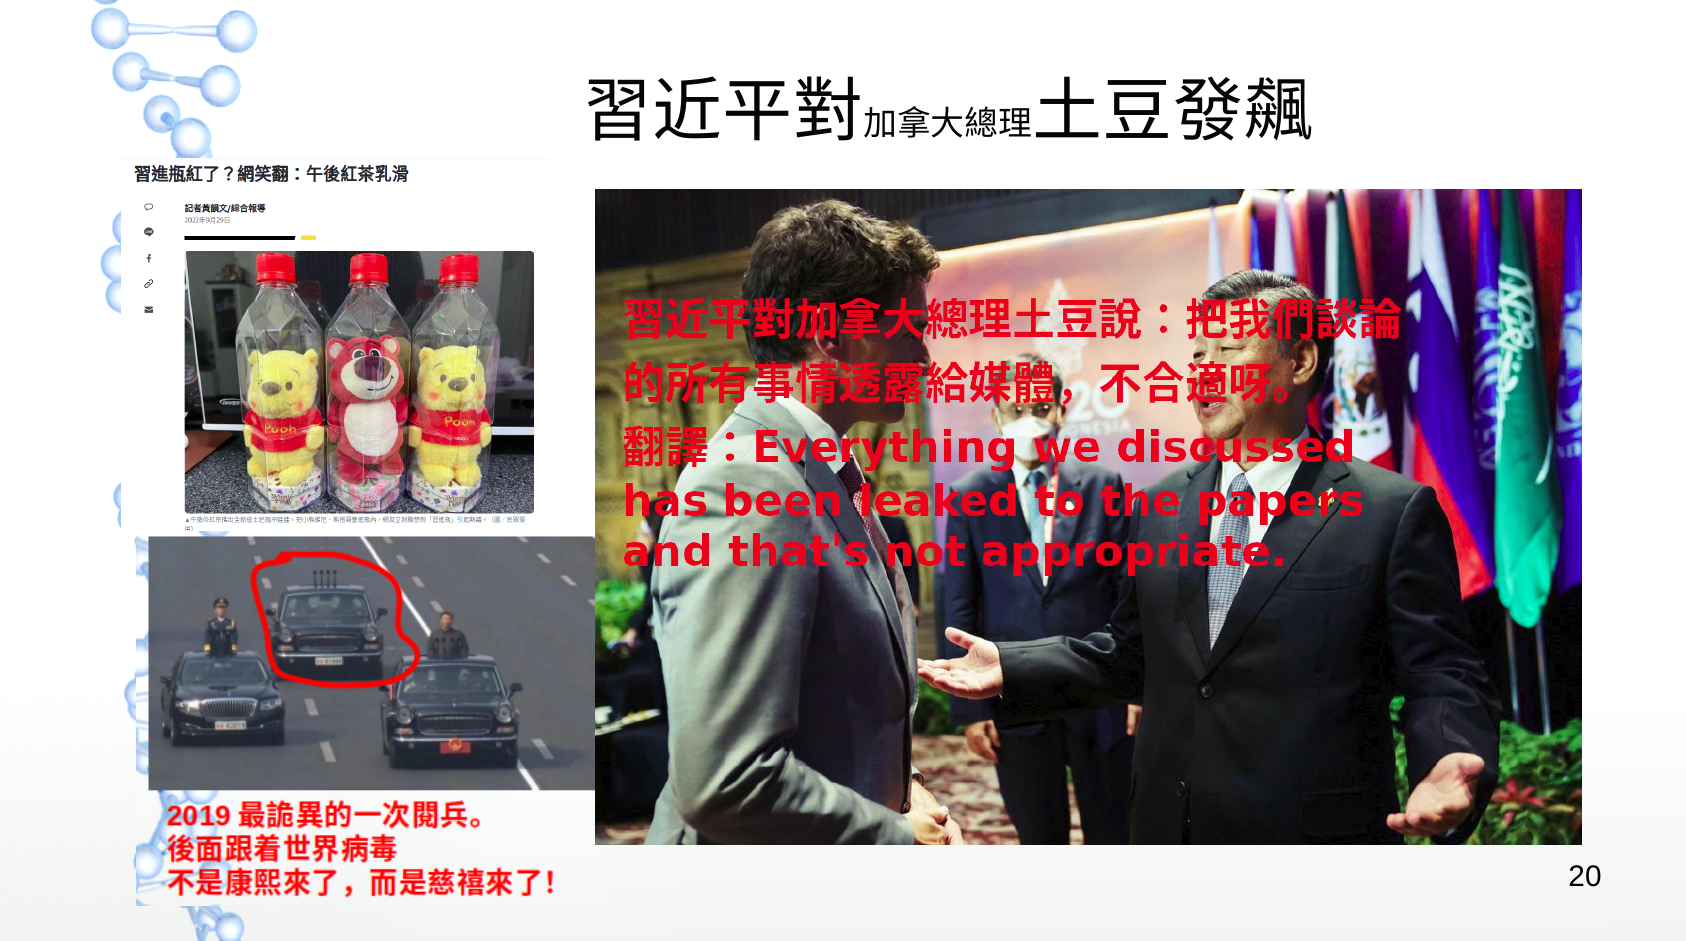 習近平對加拿大總理土豆發飆
習進瓶紅了？網笑翻：午後紅茶乳滑
記者黃韻文/綜合報導
2022年9月29日
Pooh
Pooh
習近平對加拿大總理土豆說：把我們談論
的所有事情透露給媒體，不合適呀。
翻譯：Everything we discussed
has been leaked to the papers
and that's not appropriate.
2019 最詭異的一次閱兵。
後面跟着世界病毒
不是康熙來了，而是慈禧來了!
20